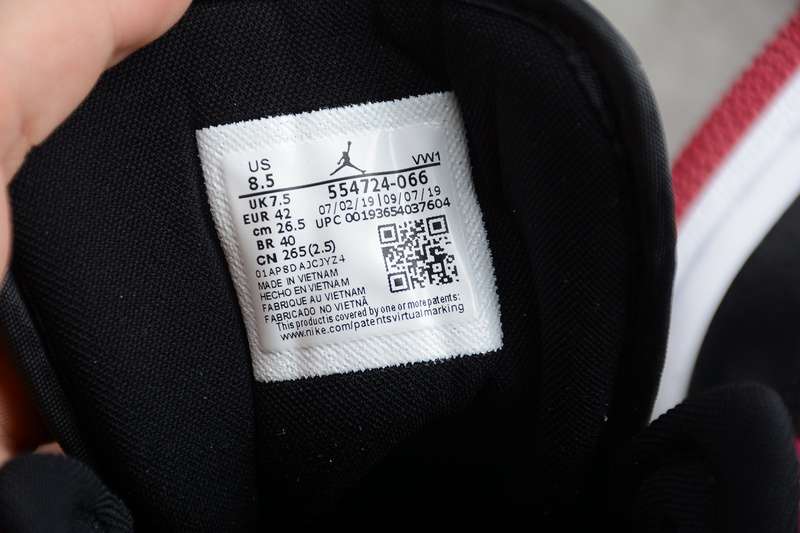 US
8.5
VW1
554724-066
UK 7.5
07/02/19 | 09/07/19
EUR 42
UPC 00193654037604
cm 26.5
BR 40
CN 265(2.5)
01AP8DAJCJYZ4
MADE IN VIETNAM
HECHO EN VIETNAM
FABRIQUE AU VIETNAM
FABRICADO NO VIETNÃ
This product is covered by one or more patents:
www.nike.com/patentsvirtualmarking